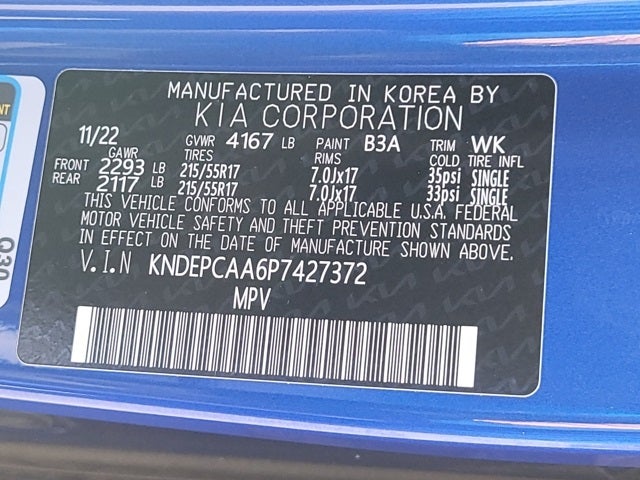 MANUFACTURED IN KOREA BY
KIA CORPORATION
11/22 GVWR 4167 LB PAINT B3A TRIM WK
GAWR TIRES RIMS COLD TIRE INFL
FRONT 2293 LB 215/55R17 7.0Jx17 35psi SINGLE
REAR 2117 LB 215/55R17 7.0Jx17 33psi SINGLE
THIS VEHICLE CONFORMS TO ALL APPLICABLE U.S.A. FEDERAL
MOTOR VEHICLE SAFETY AND THEFT PREVENTION STANDARDS
IN EFFECT ON THE DATE OF MANUFACTURE SHOWN ABOVE.
V.I.N KNDEPCAA6P7427372
MPV
Q30